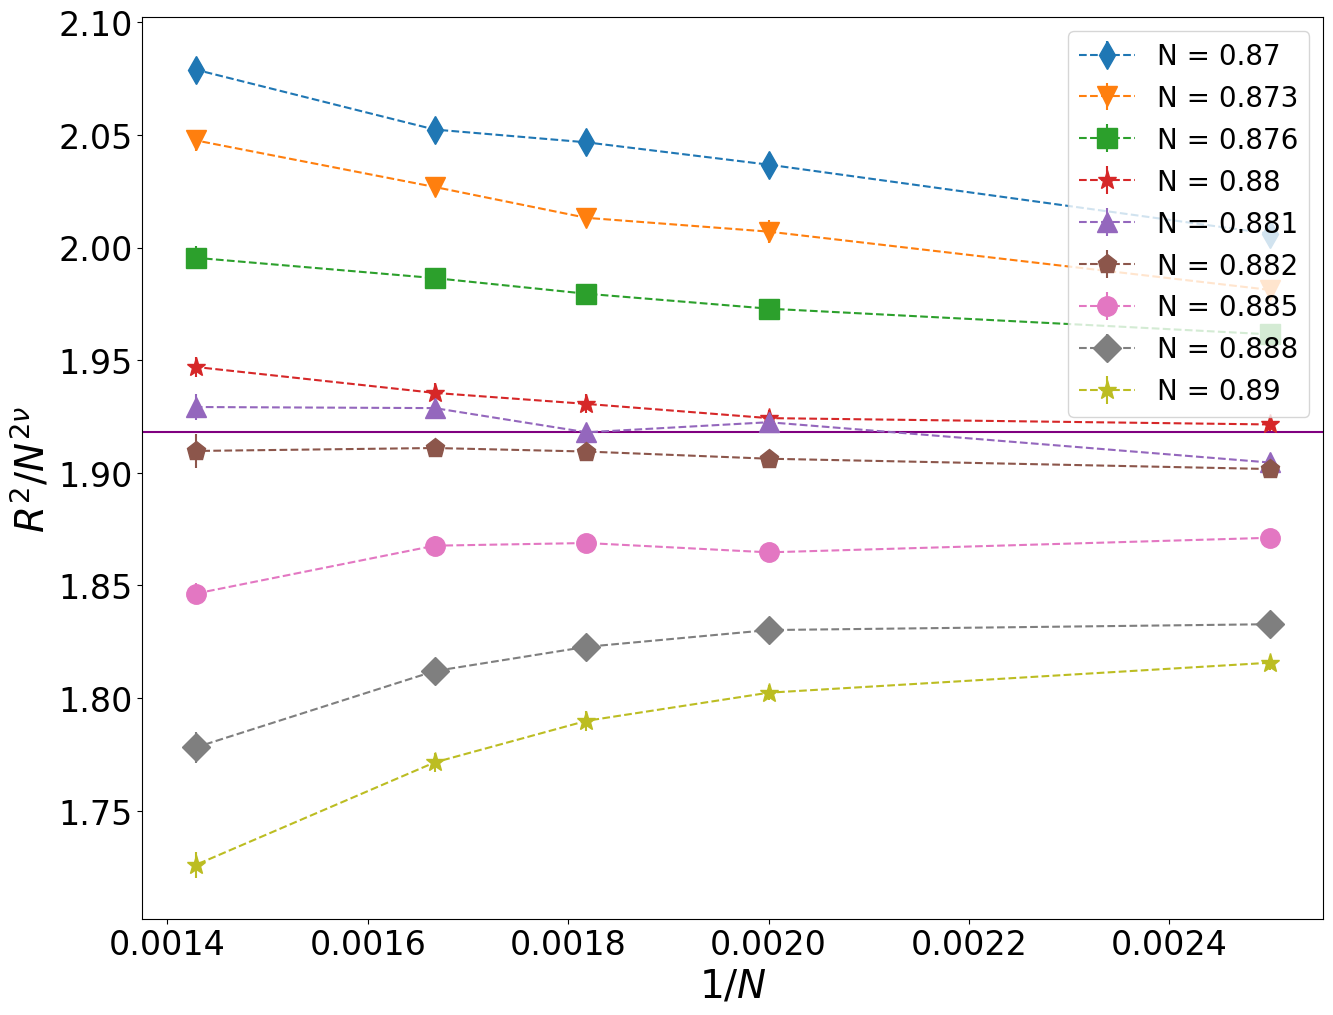 2.10
2.05
2.00
1.95
1.90
1.85
1.80
1.75
R²/N²ν
0.0014 0.0016 0.0018 0.0020 0.0022 0.0024
1/N
N = 0.87
N = 0.873
N = 0.876
N = 0.88
N = 0.881
N = 0.882
N = 0.885
N = 0.888
N = 0.89